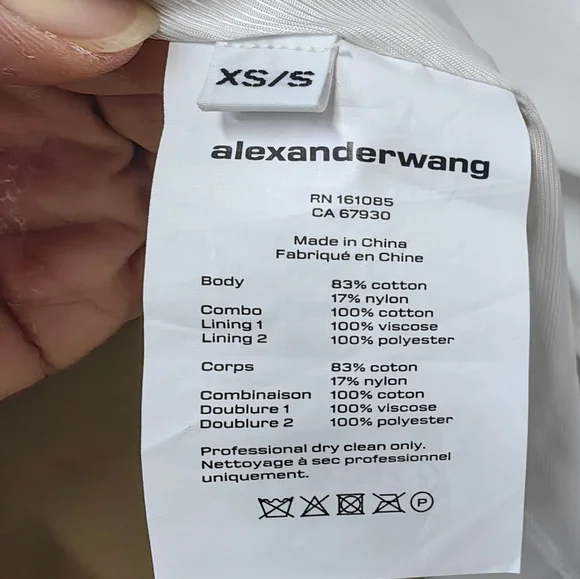 XS/S
alexanderwang
RN 161085
CA 67930
Made in China
Fabriqué en Chine
Body 83% cotton
17% nylon
Combo 100% cotton
Lining 1 100% viscose
Lining 2 100% polyester
Corps 83% coton
17% nylon
Combinaison 100% coton
Doublure 1 100% viscose
Doublure 2 100% polyester
Professional dry clean only.
Nettoyage à sec professionnel
uniquement.
P